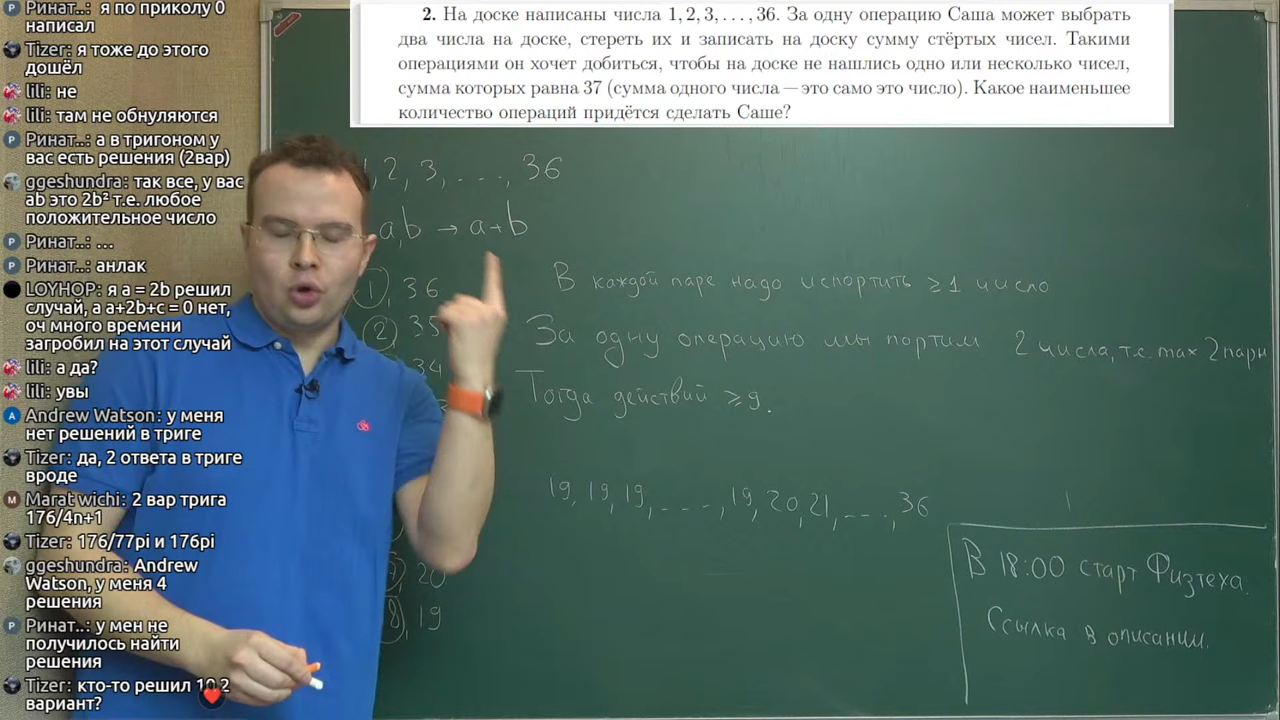 Ринат..: я по приколу 0
написал
Tizer: я тоже до этого
дошёл
lili: не
lili: там не обнуляются
Ринат..: а в тригоном у
вас есть решения (2вар)
ggeshundra: так все, у вас
ab это 2b² т.е. любое
положительное число
Ринат..: ...
Ринат..: анлак
LOYHOP: я a = 2b решил
случай, а a+2b+c = 0 нет,
оч много времени
загробил на этот случай
lili: а да?
lili: увы
Andrew Watson: у меня
нет решений в триге
Tizer: да, 2 ответа в триге
вроде
Marat wichi: 2 вар трига
176/4n+1
Tizer: 176/77pi и 176pi
ggeshundra: Andrew
Watson, у меня 4
решения
Ринат..: у мен не
получилось найти
решения
Tizer: кто-то решил 10 2
вариант?
2. На доске написаны числа 1, 2, 3, . . . , 36. За одну операцию Саша может выбрать
два числа на доске, стереть их и записать на доску сумму стёртых чисел. Такими
операциями он хочет добиться, чтобы на доске не нашлись одно или несколько чисел,
сумма которых равна 37 (сумма одного числа — это само это число). Какое наименьшее
количество операций придётся сделать Саше?
1, 2, 3, . . . , 36
a, b → a+b
1, 36
2, 35
34
20
8, 19
В каждой паре надо испортить ≥1 число
За одну операцию мы портим 2 числа, т.е. max 2 пары
Тогда действий ≥9.
19, 19, 19, . . . , 19, 20, 21, . . . , 36
В 18:00 старт Физтеха.
Ссылка в описании.